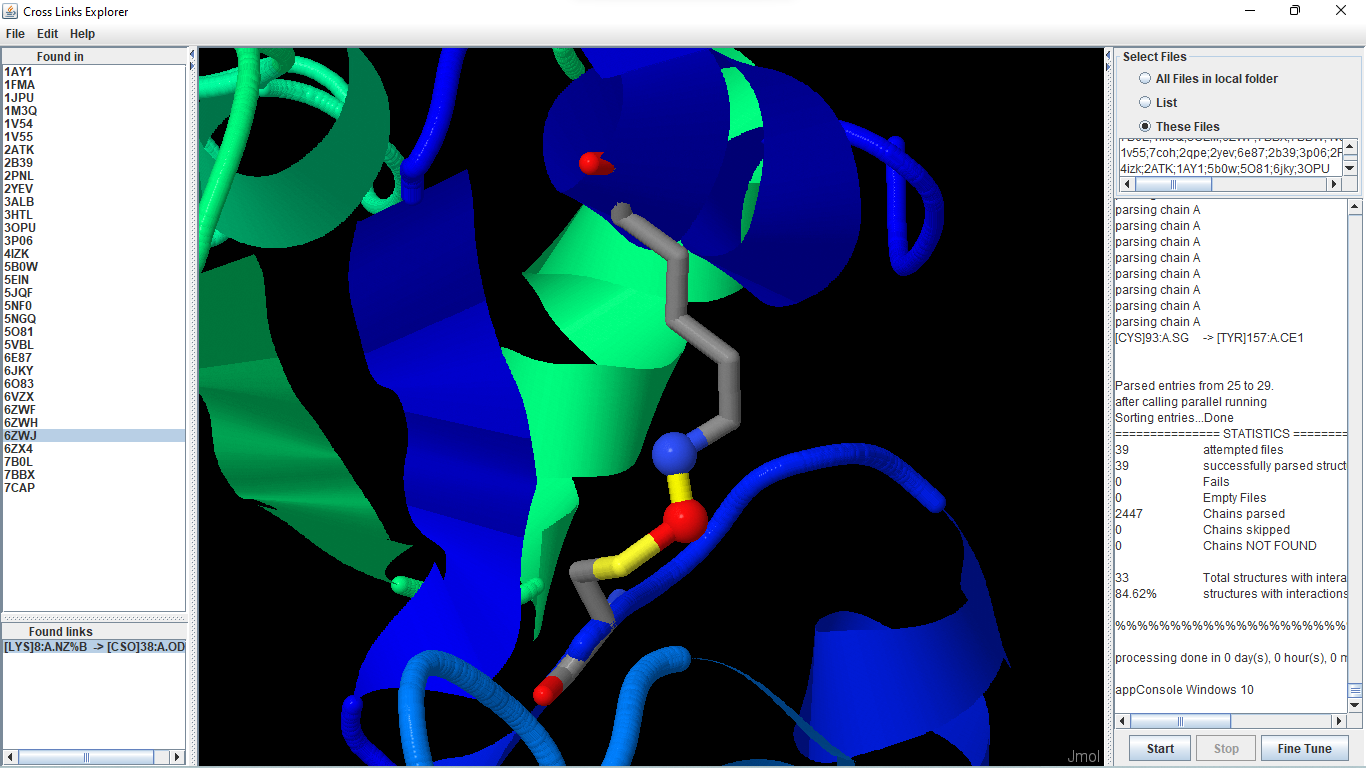 Cross Links Explorer
File Edit Help
Found in
1AY1
1FMA
1JPU
1M3Q
1V54
1V55
2ATK
2B39
2PNL
2YEV
3ALB
3HTL
3OPU
3P06
4IZK
5B0W
5EIN
5JQF
5NF0
5NGQ
5O81
5VBL
6E87
6JKY
6O83
6VZX
6ZWF
6ZWH
6ZWJ
6ZX4
7B0L
7BBX
7CAP
Found links
[LYS]8:A.NZ%B -> [CSO]38:A.OD
Jmol
Select Files
All Files in local folder
List
These Files
1v55;7coh;2qpe;2yev;6e87;2b39;3p06;2F
4izk;2ATK;1AY1;5b0w;5O81;6jky;3OPU
parsing chain A
parsing chain A
parsing chain A
parsing chain A
parsing chain A
parsing chain A
parsing chain A
parsing chain A
[CYS]93:A.SG -> [TYR]157:A.CE1
Parsed entries from 25 to 29.
after calling parallel running
Sorting entries...Done
=============== STATISTICS ========
39 attempted files
39 successfully parsed struct
0 Fails
0 Empty Files
2447 Chains parsed
0 Chains skipped
0 Chains NOT FOUND
33 Total structures with intera
84.62% structures with interactions
%%%%%%%%%%%%%%%%%%%%%
processing done in 0 day(s), 0 hour(s), 0 m
appConsole Windows 10
Start Stop Fine Tune